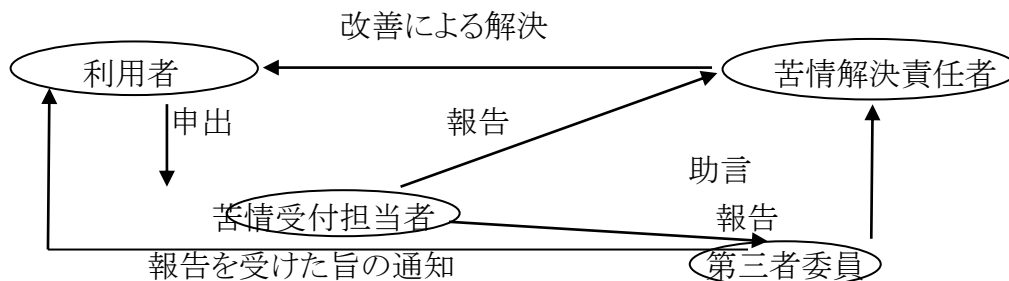 改善による解決
利用者
苦情解決責任者
申出
報告
助言
苦情受付担当者
報告
報告を受けた旨の通知
第三者委員